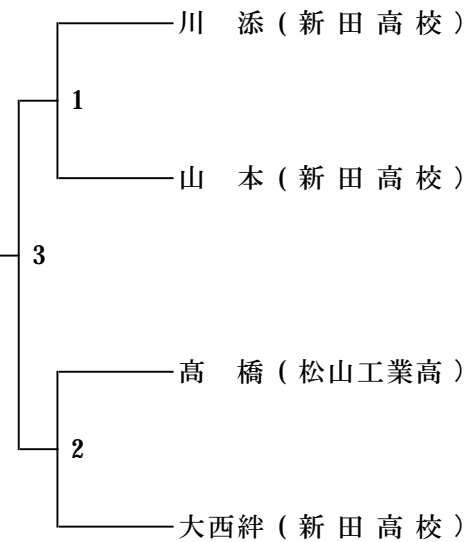 川　添 ( 新 田 高 校 )
1
山　本 ( 新 田 高 校 )
3
髙　橋 ( 松山工業高 )
2
大西絆 ( 新 田 高 校 )